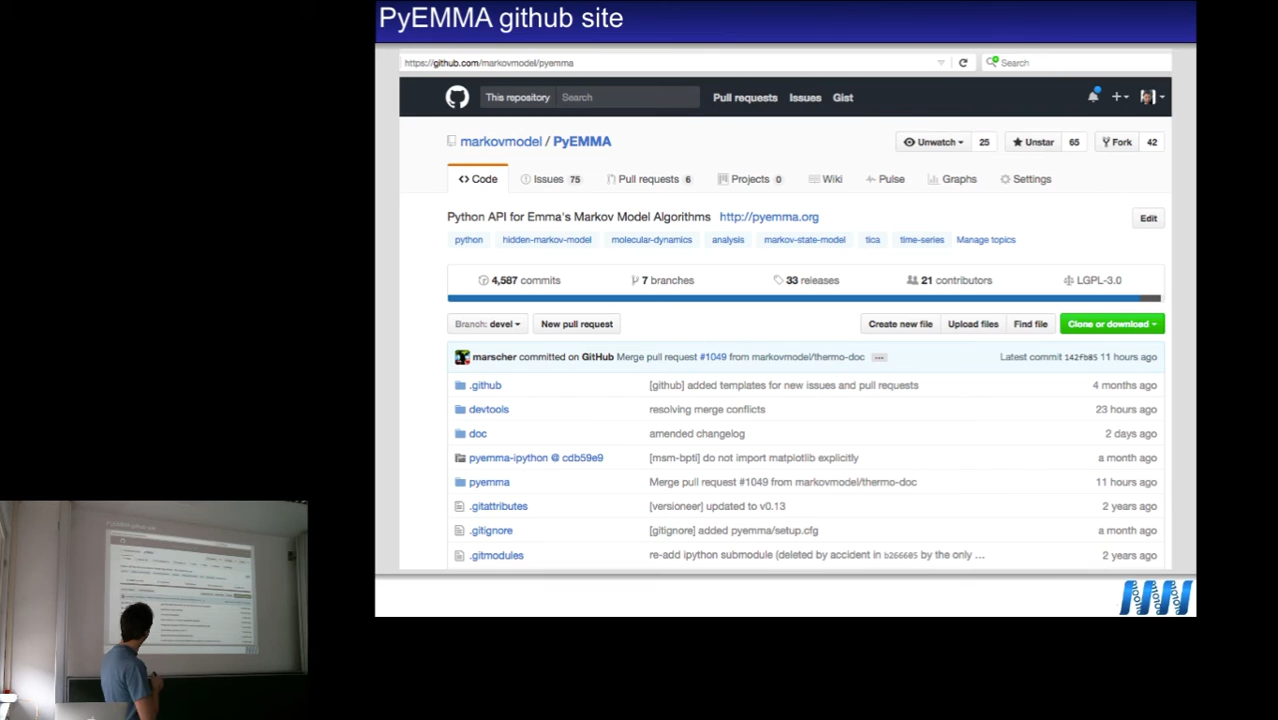 PyEMMA github site
https://github.com/markovmodel/pyemma Search
This repository Search Pull requests Issues Gist
markovmodel / PyEMMA Unwatch 25 Unstar 65 Fork 42
Code Issues 75 Pull requests 6 Projects 0 Wiki Pulse Graphs Settings
Python API for Emma's Markov Model Algorithms http://pyemma.org Edit
python hidden-markov-model molecular-dynamics analysis markov-state-model tica time-series Manage topics
4,587 commits 7 branches 33 releases 21 contributors LGPL-3.0
Branch: devel New pull request Create new file Upload files Find file Clone or download
marscher committed on GitHub Merge pull request #1049 from markovmodel/thermo-doc ... Latest commit 142fb85 11 hours ago
.github [github] added templates for new issues and pull requests 4 months ago
devtools resolving merge conflicts 23 hours ago
doc amended changelog 2 days ago
pyemma-ipython @ cdb59e9 [msm-bpti] do not import matplotlib explicitly a month ago
pyemma Merge pull request #1049 from markovmodel/thermo-doc 11 hours ago
.gitattributes [versioneer] updated to v0.13 2 years ago
.gitignore [gitignore] added pyemma/setup.cfg a month ago
.gitmodules re-add ipython submodule (deleted by accident in b266685 by the only ... 2 years ago